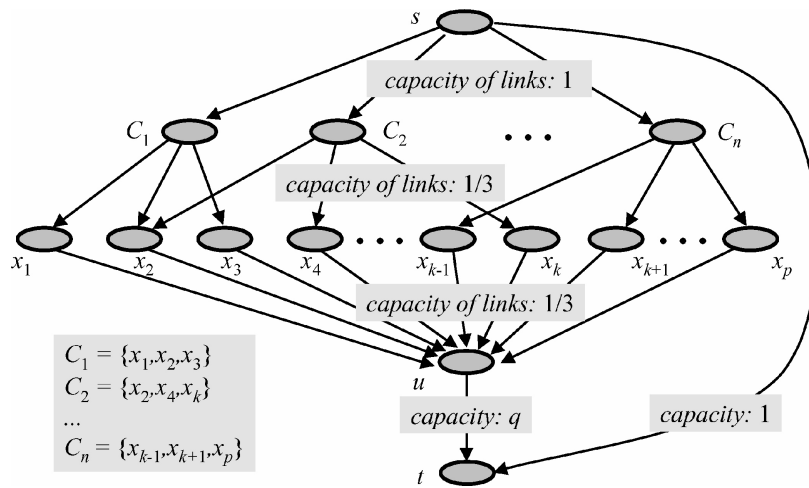 s
capacity of links: 1
C1 C2 ... Cn
capacity of links: 1/3
x1 x2 x3 x4 ... xk-1 xk xk+1 ... xp
capacity of links: 1/3
C1 = {x1,x2,x3}
C2 = {x2,x4,xk}
...
Cn = {xk-1,xk+1,xp}
u
capacity: q
capacity: 1
t